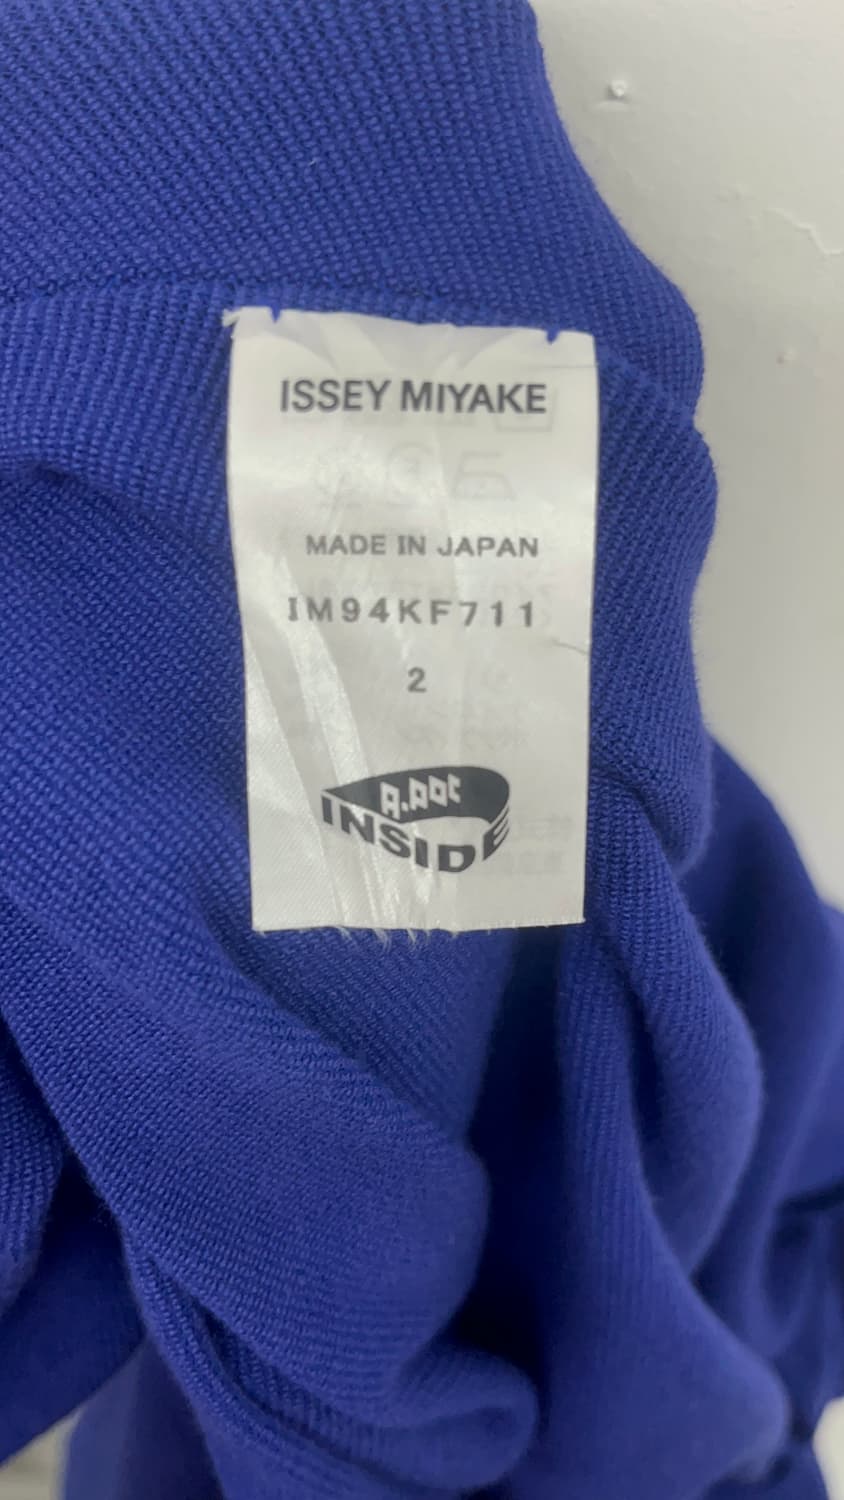 ISSEY MIYAKE
MADE IN JAPAN
IM94KF711
2
A.POC
INSIDE